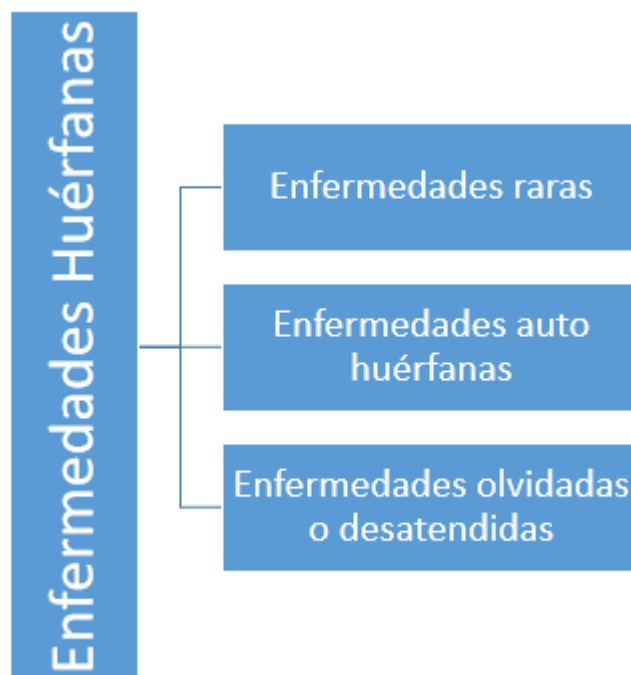 Enfermedades Huérfanas
Enfermedades raras
Enfermedades auto
huérfanas
Enfermedades olvidadas
o desatendidas